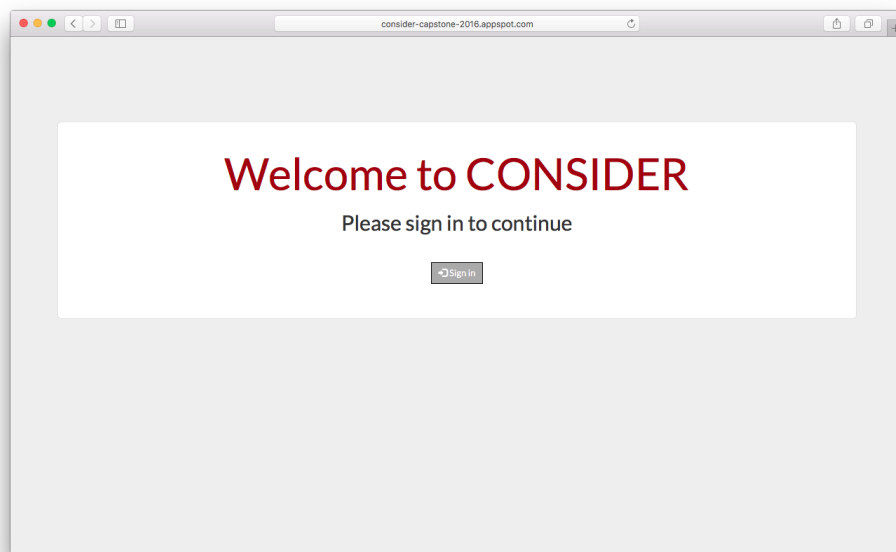 consider-capstone-2016.appspot.com
Welcome to CONSIDER
Please sign in to continue
Sign in